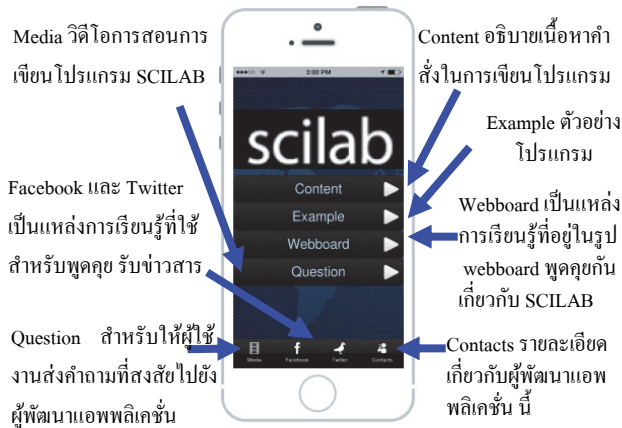 Media วิดีโอการสอนการ
เขียนโปรแกรม SCILAB
Facebook และ Twitter
เป็นแหล่งการเรียนรู้ที่ใช้
สำหรับพูดคุย รับข่าวสาร
Question สำหรับให้ผู้ใช้
งานส่งคำถามที่สงสัยไปยัง
ผู้พัฒนาแอพพลิเคชั่น
3:00 PM
scilab
Content
Example
Webboard
Question
Media Facebook Twitter Contacts
Content อธิบายเนื้อหาคำ
สั่งในการเขียนโปรแกรม
Example ตัวอย่าง
โปรแกรม
Webboard เป็นแหล่ง
การเรียนรู้ที่อยู่ในรูป
webboard พูดคุยกัน
เกี่ยวกับ SCILAB
Contacts รายละเอียด
เกี่ยวกับผู้พัฒนาแอพ
พลิเคชั่น นี้